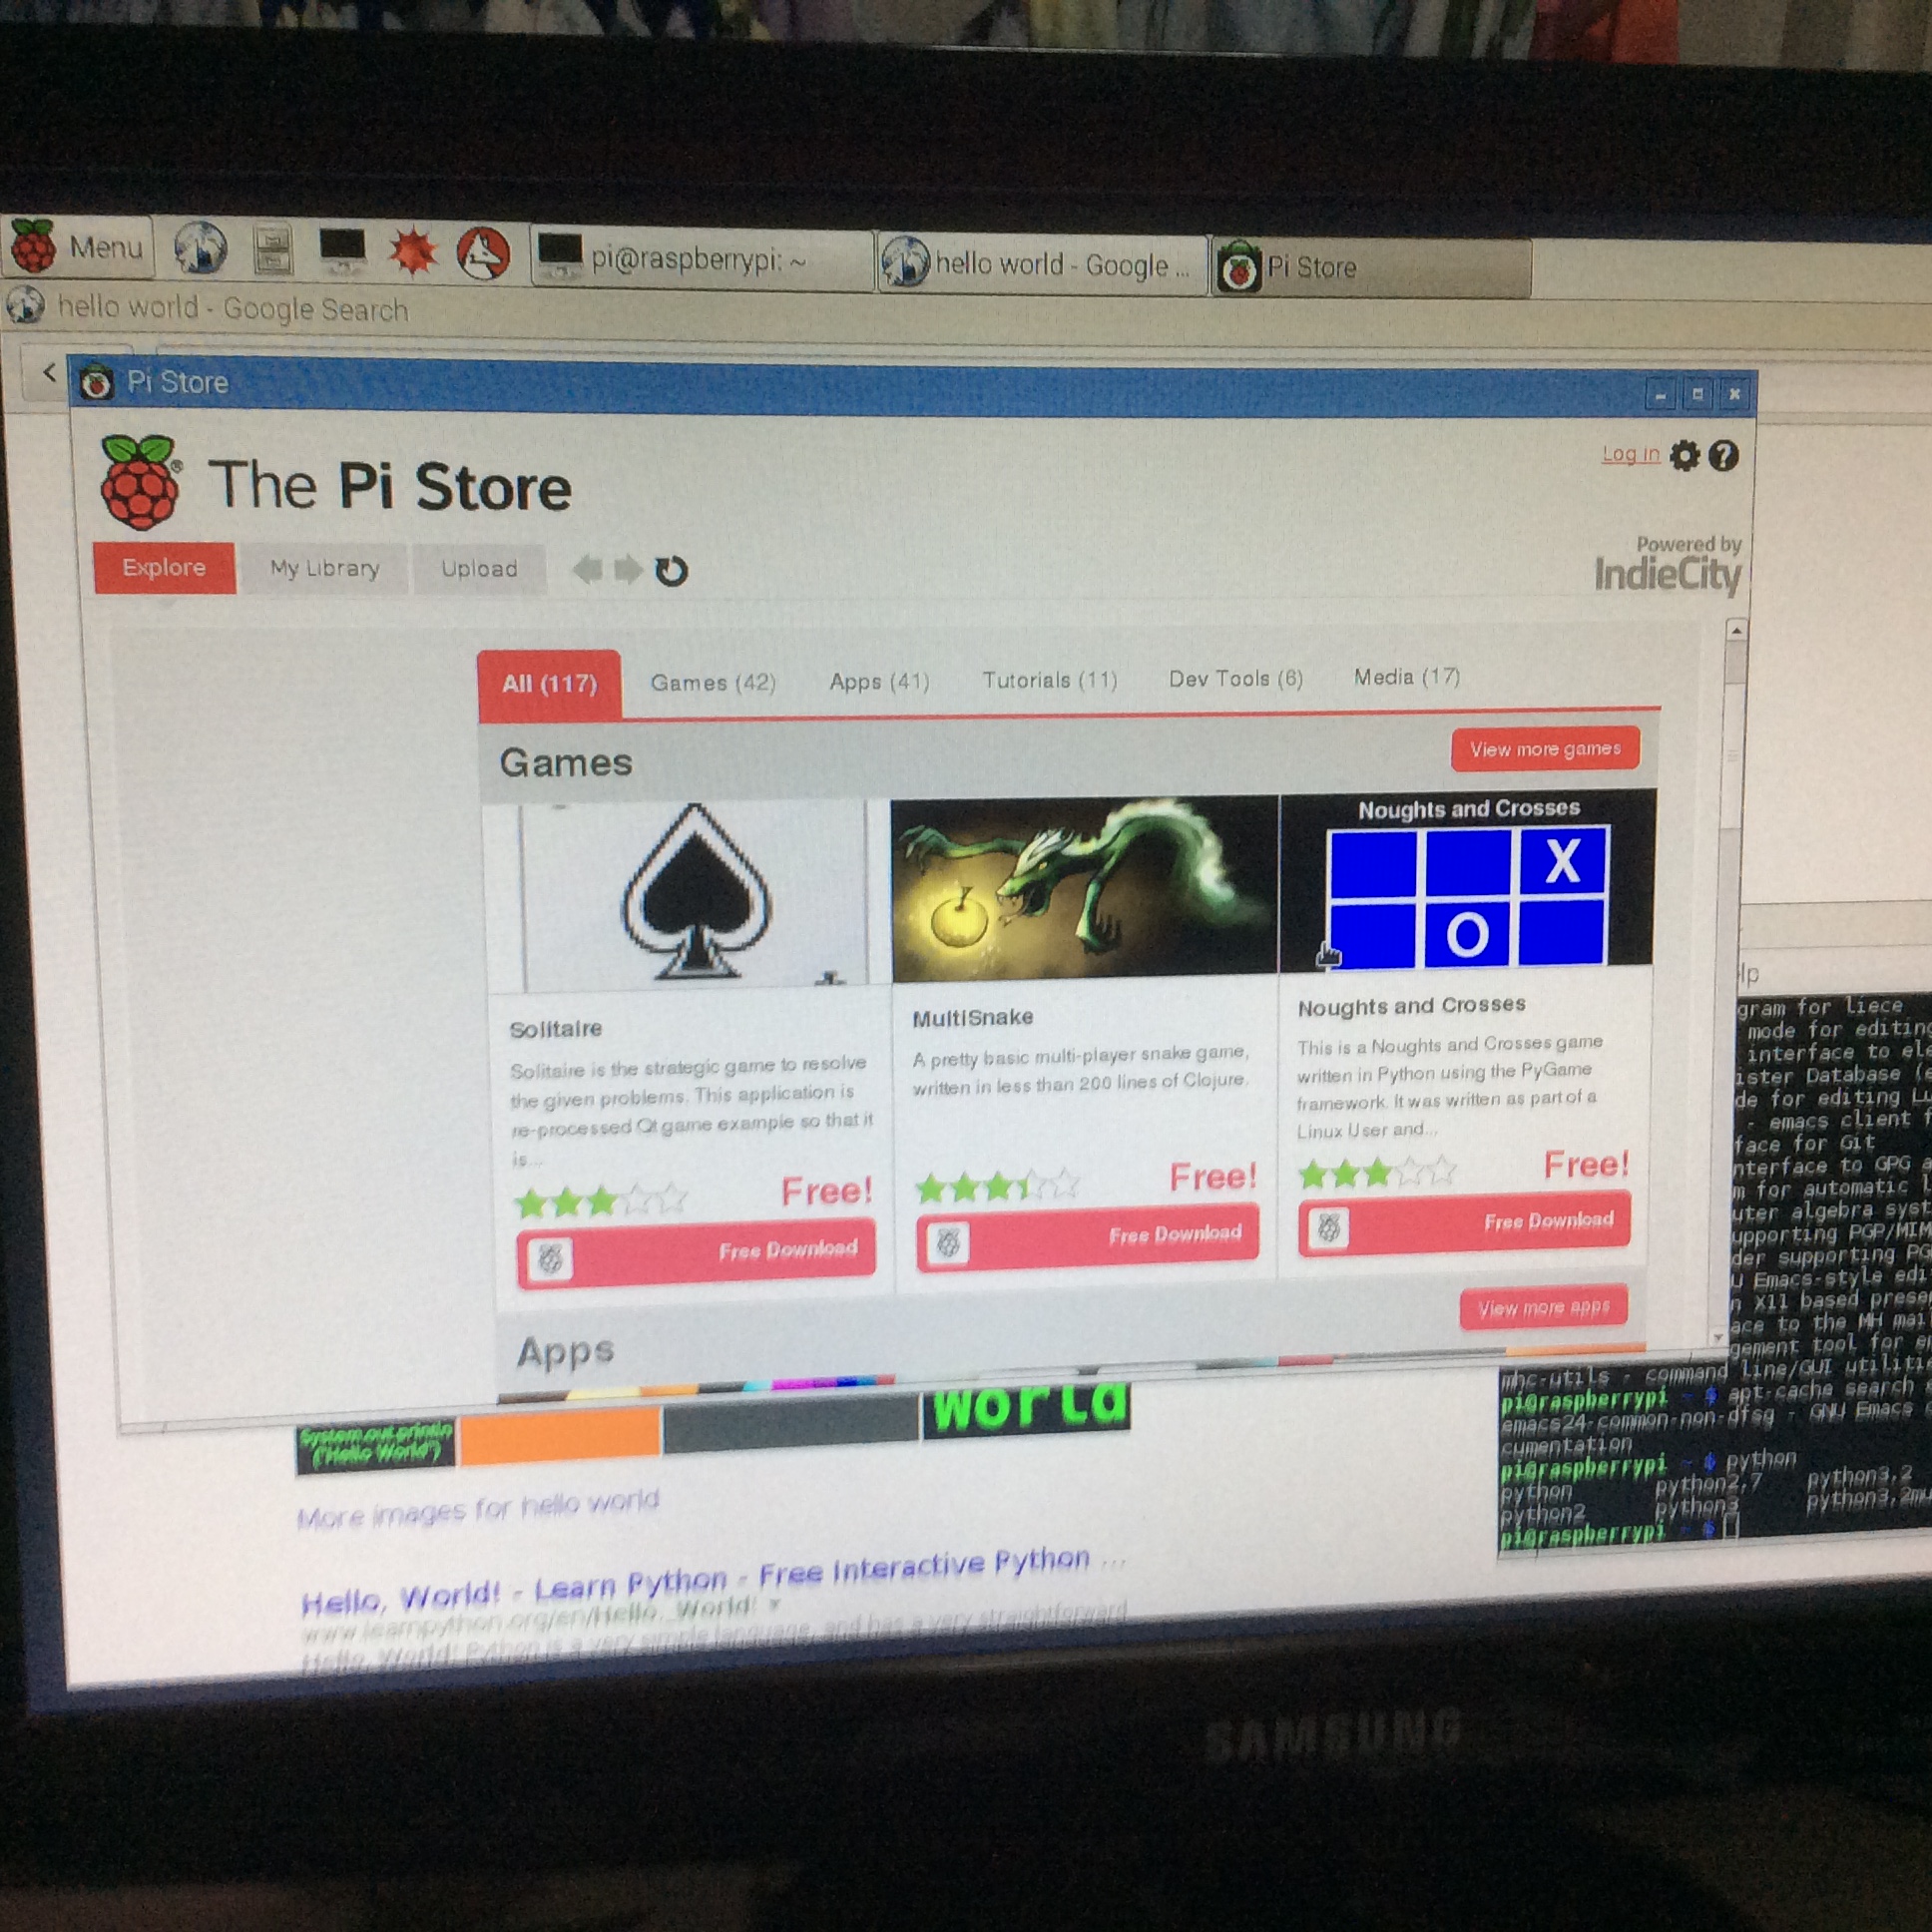 Menu
pi@raspberrypi: ~
hello world - Google ...
Pi Store
hello world - Google Search
Pi Store
The Pi Store
Log in
Explore
My Library
Upload
Powered by
IndieCity
All (117)
Games (42)
Apps (41)
Tutorials (11)
Dev Tools (6)
Media (17)
Games
View more games
Noughts and Crosses
X
O
Solitaire
Solitaire is the strategic game to resolve
the given problems. This application is
re-processed Qt game example so that it
is...
Free!
Free Download
MultiSnake
A pretty basic multi-player snake game,
written in less than 200 lines of Clojure.
Free!
Free Download
Noughts and Crosses
This is a Noughts and Crosses game
written in Python using the PyGame
framework. It was written as part of a
Linux User and...
Free!
Free Download
Apps
View more apps
lp
gram for liece
mode for editing
interface to ele
ister Database (e
de for editing Lu
- emacs client f
face for Git
nterface to GPG a
m for automatic l
uter algebra syst
upporting PGP/MIM
der supporting PG
u Emacs-style edi
n X11 based prese
ace to the MH mai
gement tool for e
mhc-utils - command line/GUI utiliti
pi@raspberrypi ~ $ apt-cache search
emacs24-common-non-dfsg - GNU Emacs
cumentation
pi@raspberrypi ~ $ python
python python2.7 python3.2
python2 python3 python3.2mu
pi@raspberrypi ~ $
System.out.println
("Hello World")
World
More images for hello world
Hello, World! - Learn Python - Free Interactive Python ...
www.learnpython.org/en/Hello,_World!
Hello, World! Python is a very simple language, and has a very straightforward
SAMSUNG